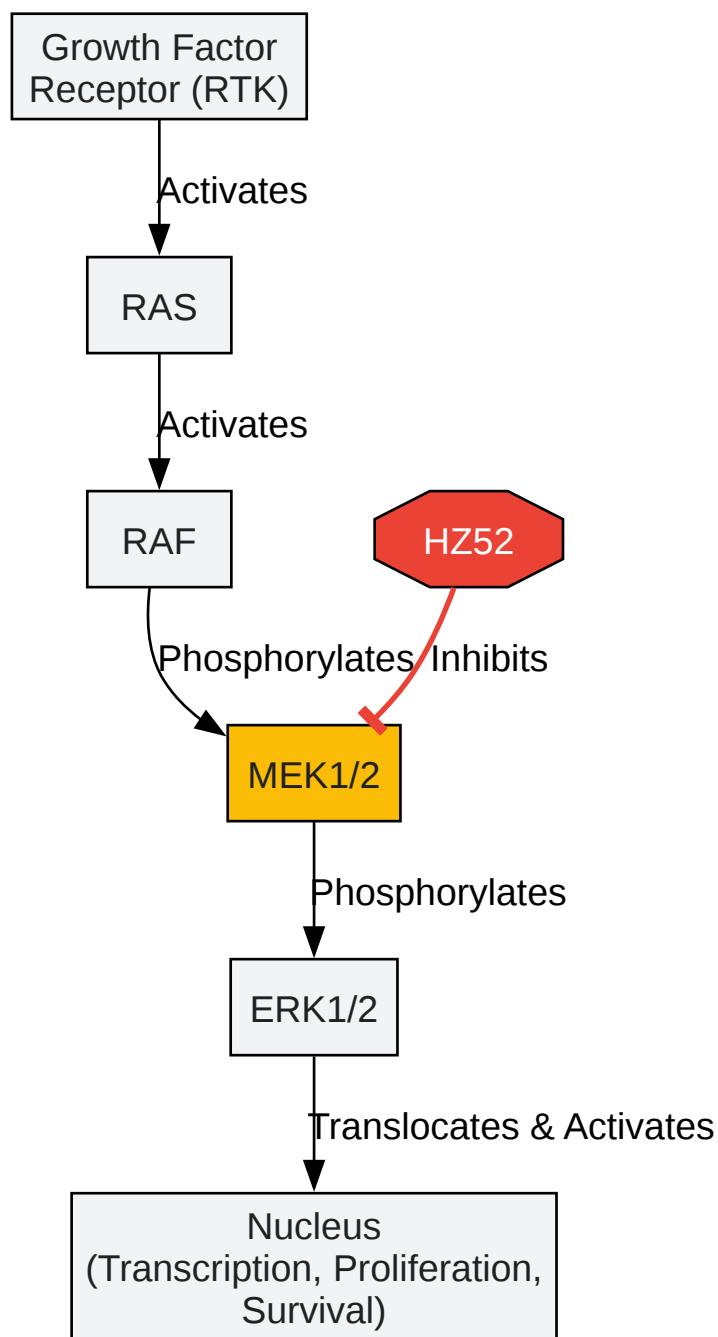 Growth Factor
Receptor (RTK)
Activates
RAS
Activates
RAF
HZ52
Phosphorylates
Inhibits
MEK1/2
Phosphorylates
ERK1/2
Translocates & Activates
Nucleus
(Transcription, Proliferation,
Survival)